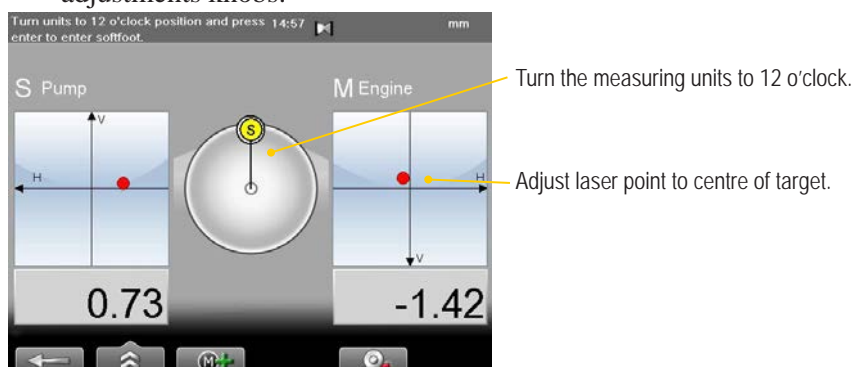 adjustments knobs.
Turn units to 12 o'clock position and press 14:57 mm
enter to enter softfoot.
S Pump
M Engine
Turn the measuring units to 12 o'clock.
S
V
H
H
Adjust laser point to centre of target.
V
0.73
-1.42
M